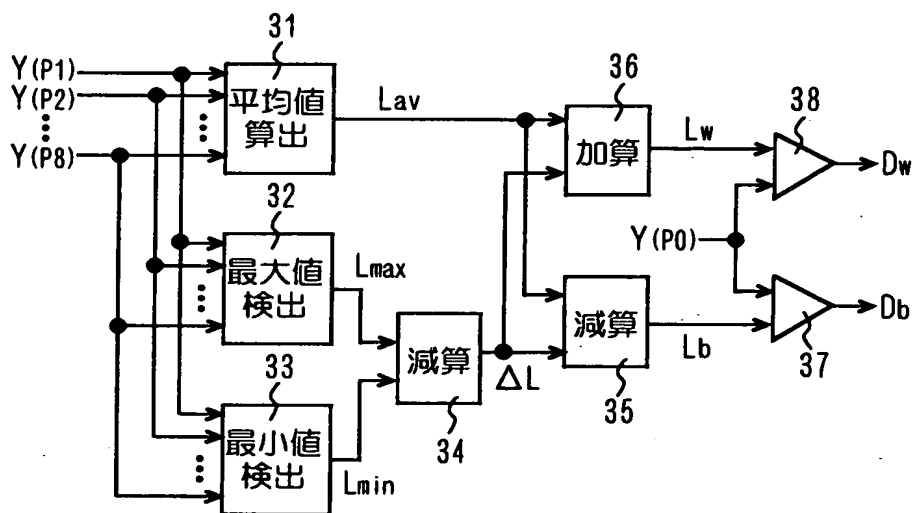 31
Y(P1)
Y(P2)
Y(P8)
平均値
算出
Lav
36
加算
Lw
38
Dw
32
最大値
検出
Lmax
Y(P0)
33
最小値
検出
Lmin
減算
34
ΔL
減算
35
Lb
37
Db